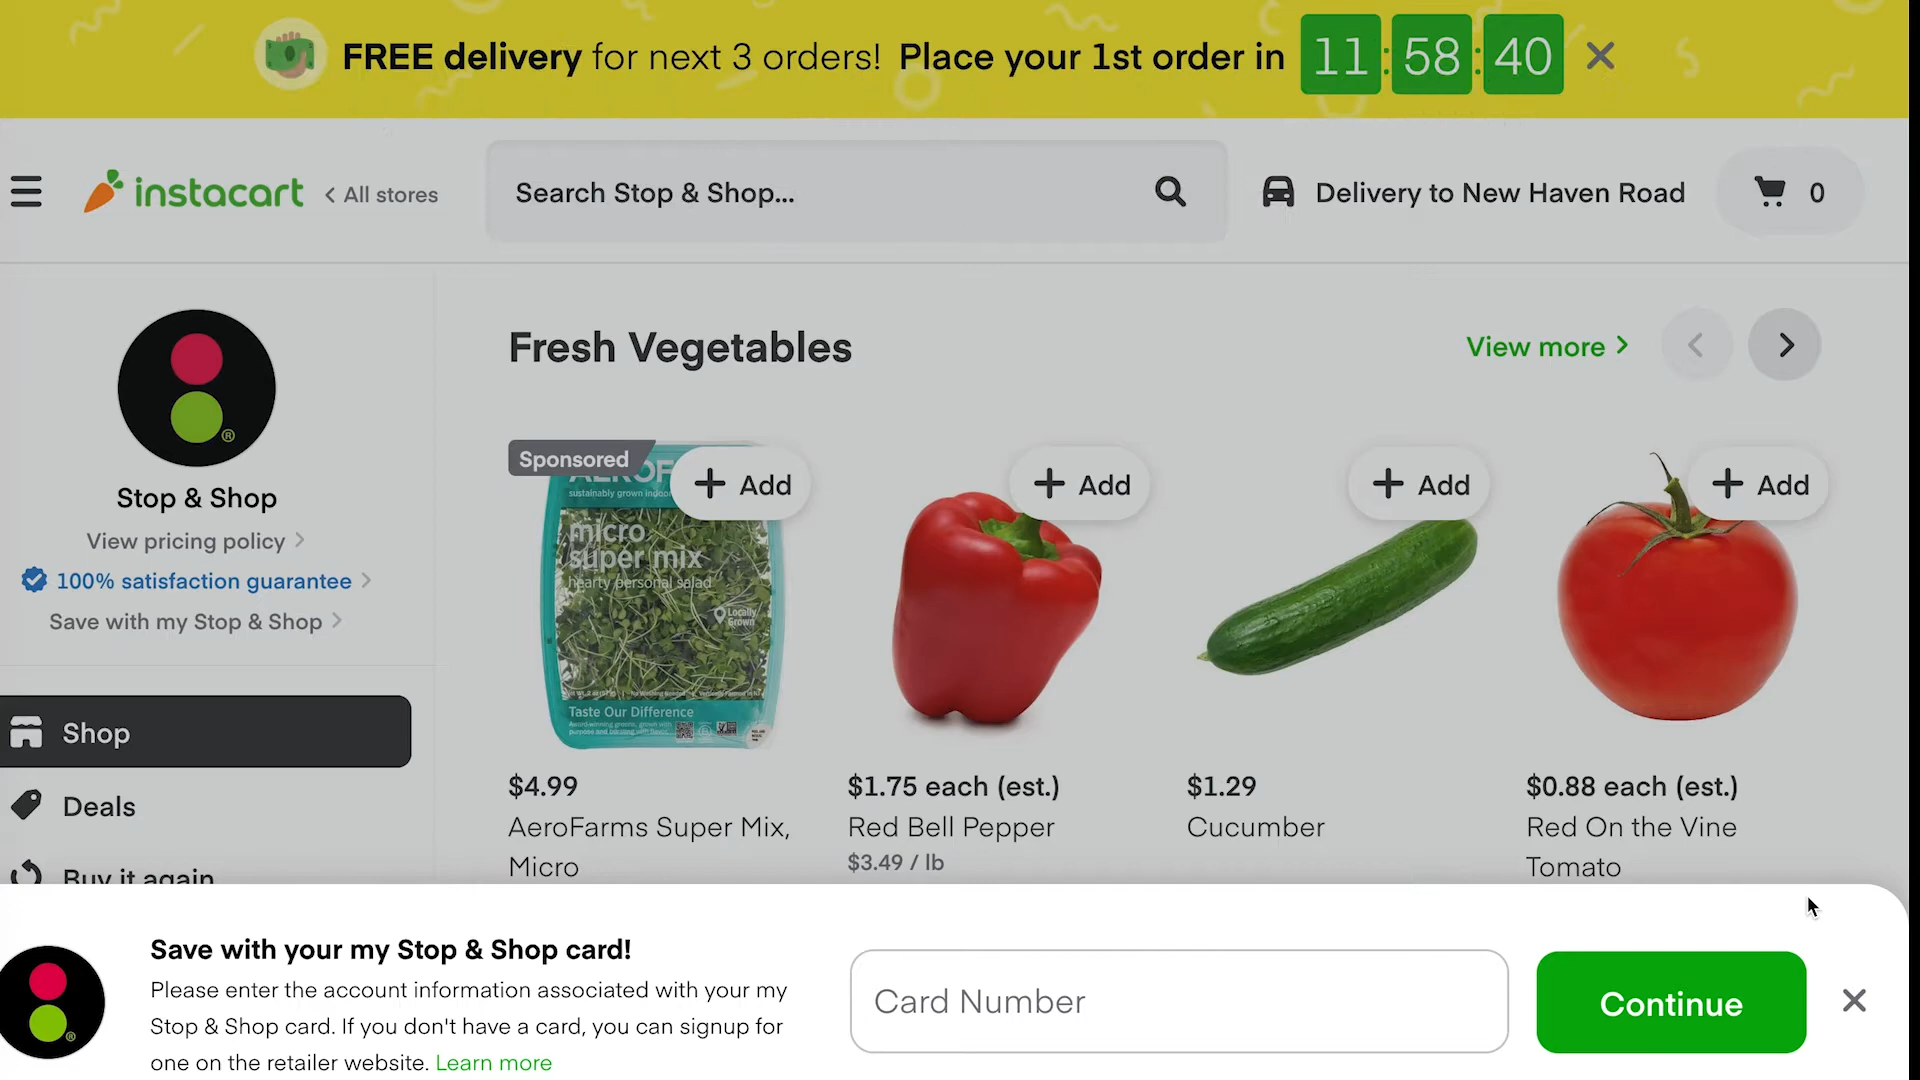 FREE delivery for next 3 orders! Place your 1st order in 11:58:40
instacart
All stores
Search Stop & Shop...
Delivery to New Haven Road
0
Stop & Shop
View pricing policy
100% satisfaction guarantee
Save with my Stop & Shop
Shop
Deals
Buy it again
Fresh Vegetables
View more
Sponsored
Add
sustainably grown indoor
micro
super mix
hearty personal salad
Locally
Grown
Taste Our Difference
$4.99
AeroFarms Super Mix,
Micro
Add
$1.75 each (est.)
Red Bell Pepper
$3.49 / lb
Add
$1.29
Cucumber
Add
$0.88 each (est.)
Red On the Vine
Tomato
Save with your my Stop & Shop card!
Please enter the account information associated with your my
Stop & Shop card. If you don't have a card, you can signup for
one on the retailer website. Learn more
Card Number
Continue